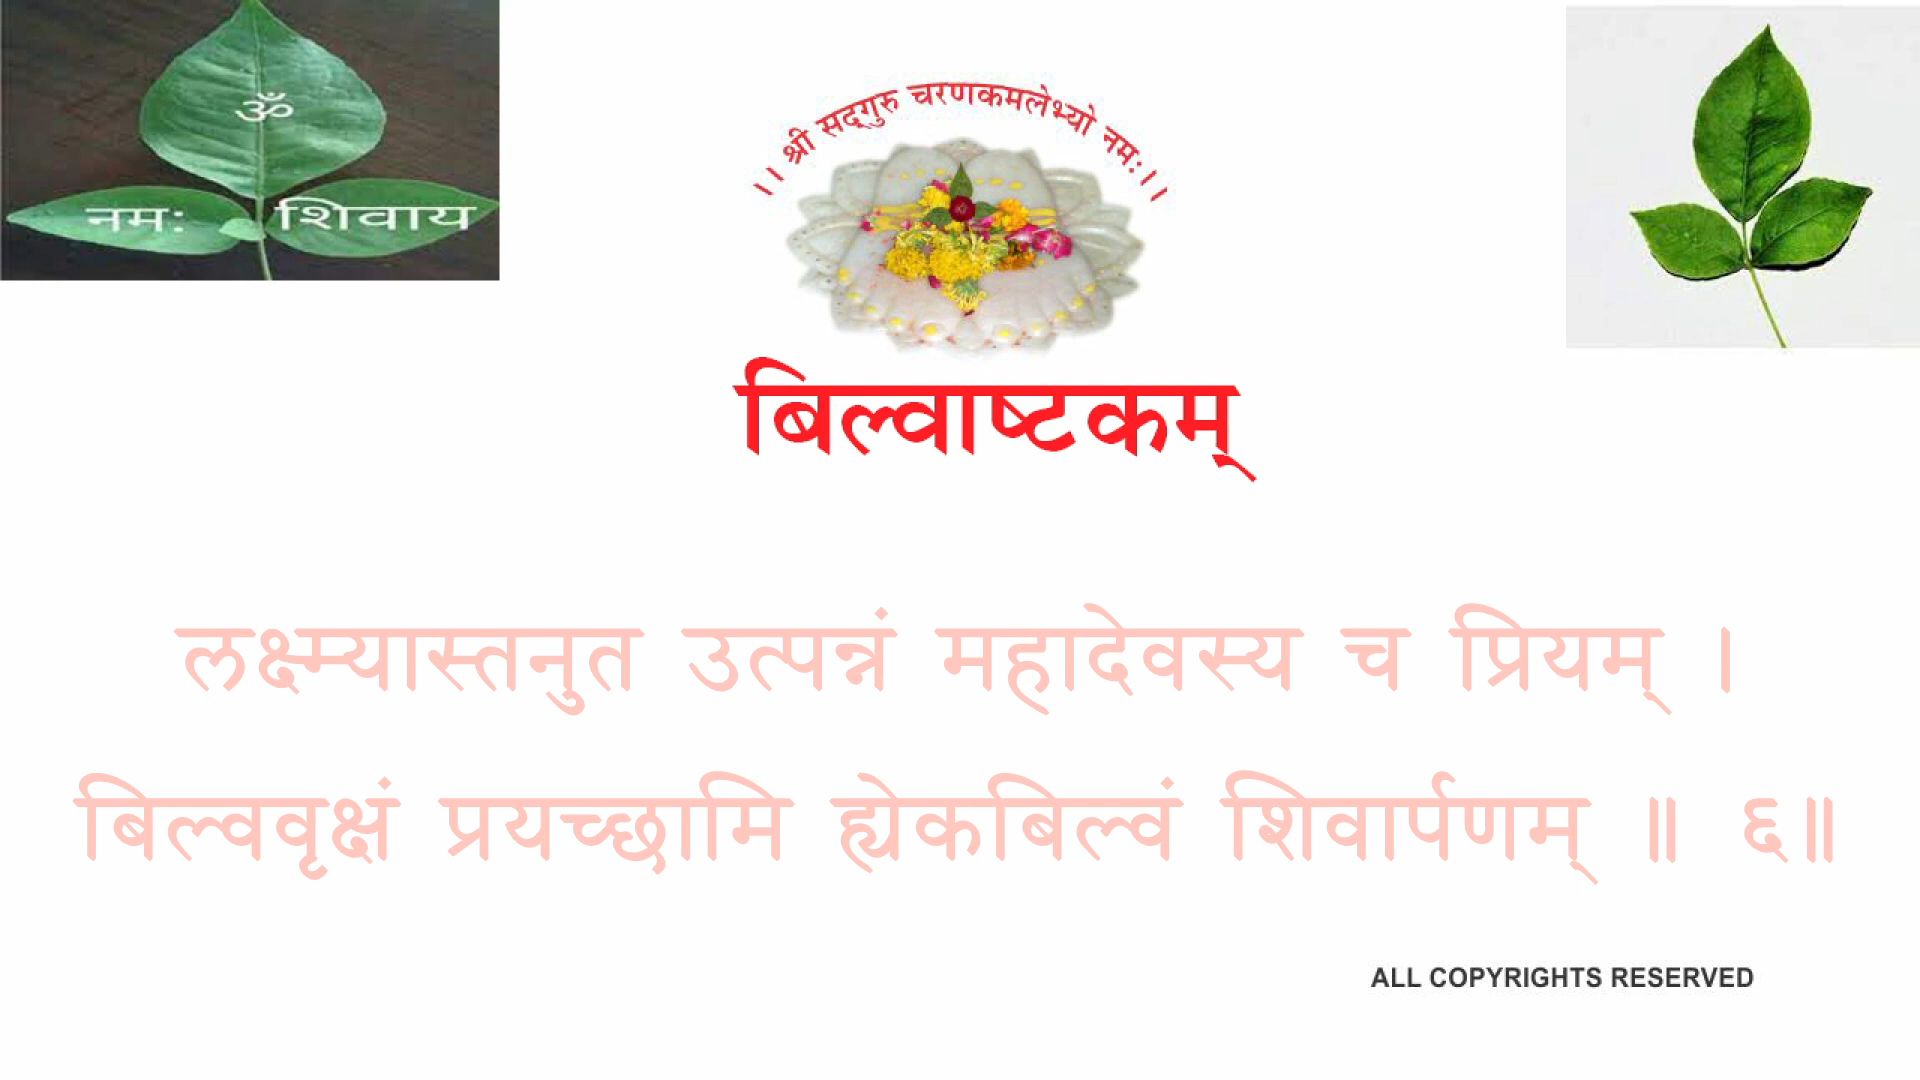 ॐ
नम: शिवाय
।। श्री सद्‌गुरु चरणकमलेभ्यो नमः।।
बिल्वाष्टकम्
लक्ष्म्यास्तनुत उत्पन्नं महादेवस्य च प्रियम् ।
बिल्ववृक्षं प्रयच्छामि ह्येकबिल्वं शिवार्पणम् ॥ ६॥
ALL COPYRIGHTS RESERVED